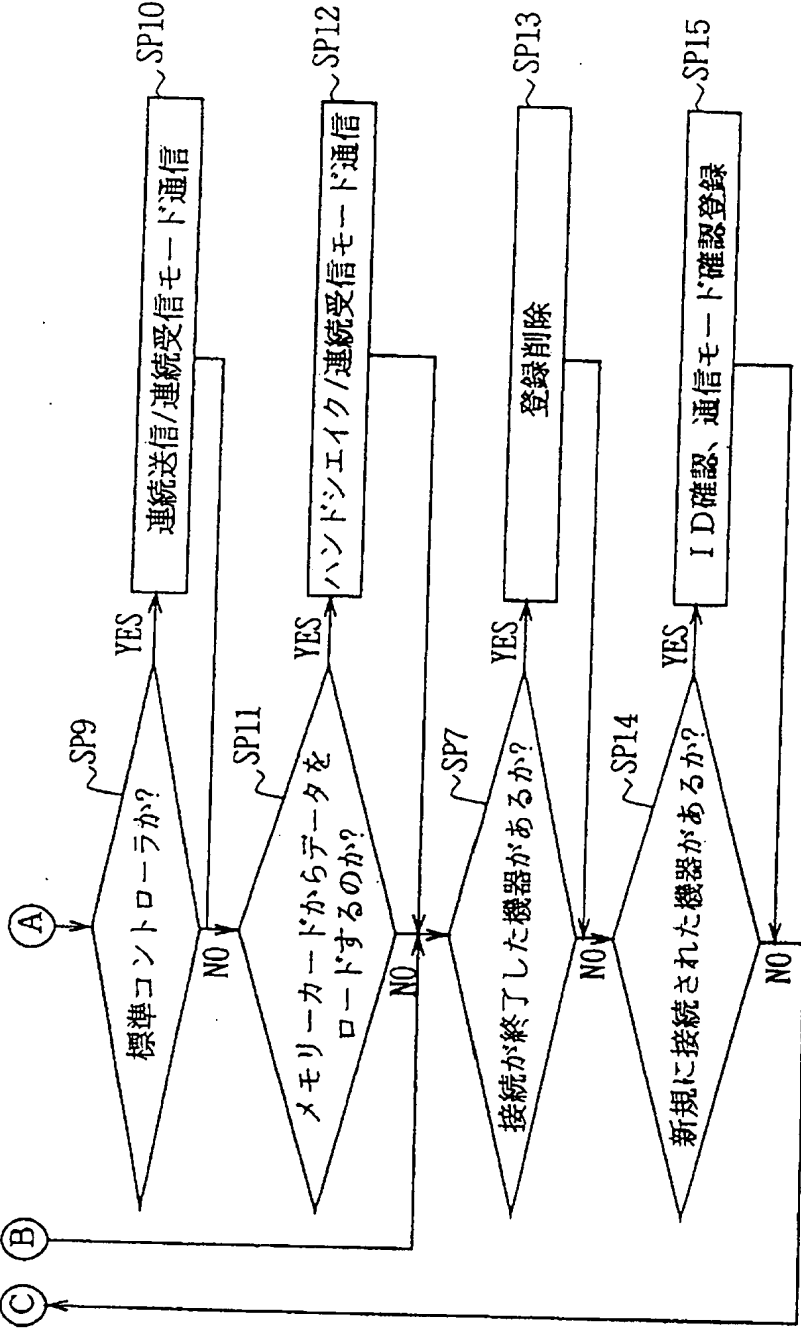 A
B
C
標準コントローラか?
SP9
YES
連続送信/連続受信モード通信
SP10
NO
メモリーカードからデータを
ロードするのか?
SP11
YES
ハンドシエイク/連続受信モード通信
SP12
NO
接続が終了した機器があるか?
SP7
YES
登録削除
SP13
NO
新規に接続された機器があるか?
SP14
YES
ID確認、通信モード確認登録
SP15
NO